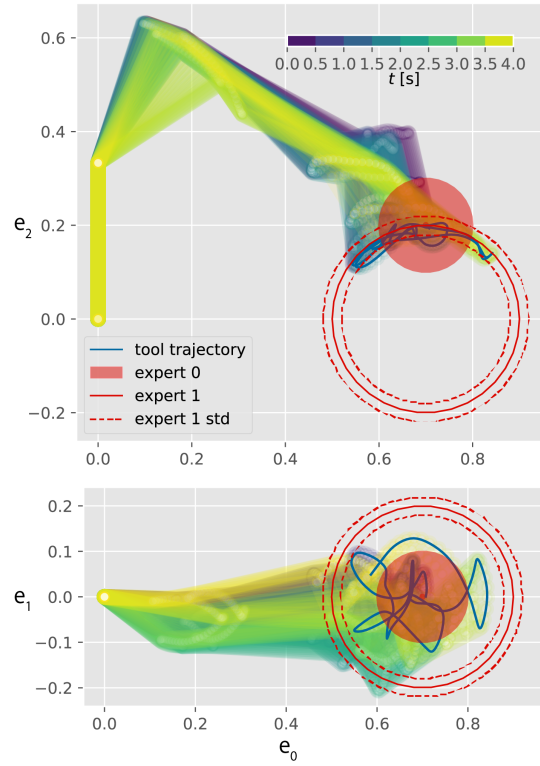 0.6
0.0 0.5 1.0 1.5 2.0 2.5 3.0 3.5 4.0
t [s]
0.4
e2
0.2
0.0
tool trajectory
expert 0
expert 1
expert 1 std
−0.2
0.0 0.2 0.4 0.6 0.8
0.2
0.1
e1
0.0
−0.1
−0.2
0.0 0.2 0.4 0.6 0.8
e0